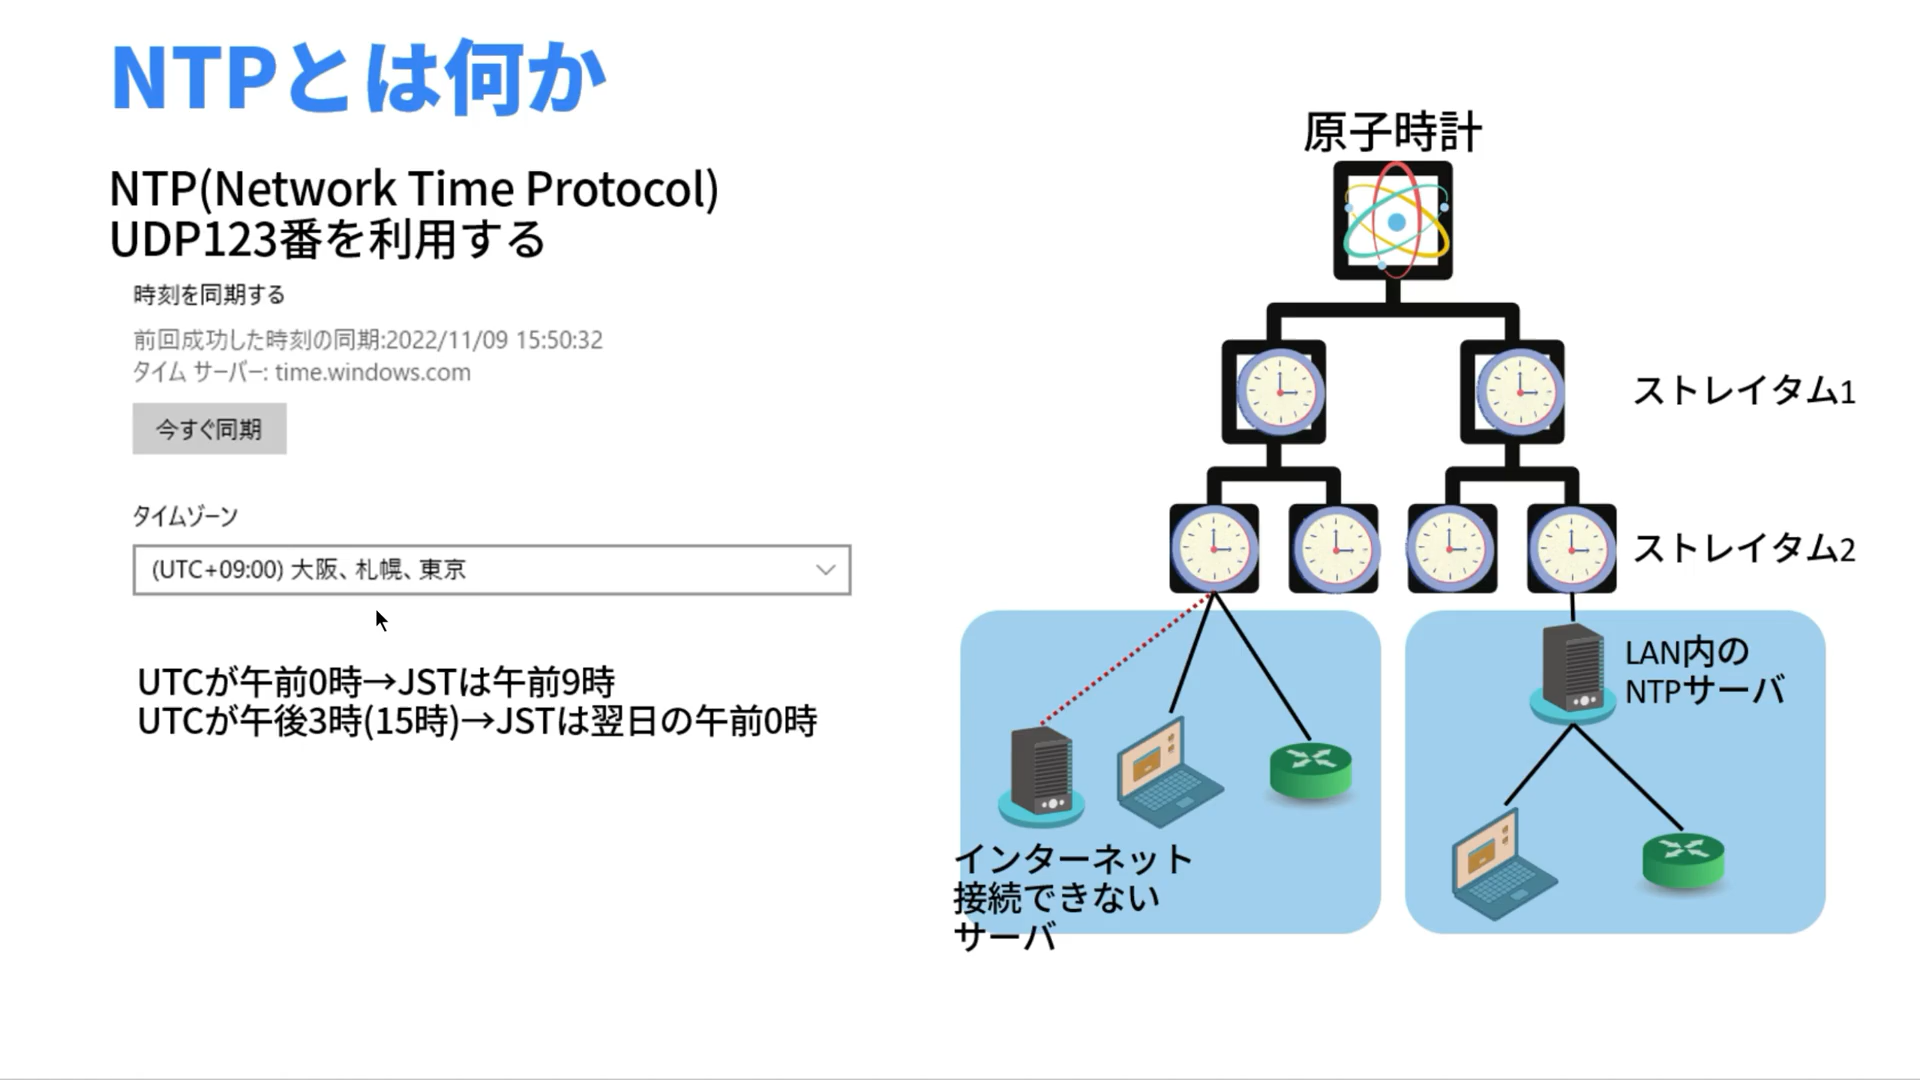 NTPとは何か
NTP(Network Time Protocol)
UDP123番を利用する
時刻を同期する
前回成功した時刻の同期:2022/11/09 15:50:32
タイム サーバー: time.windows.com
今すぐ同期
タイムゾーン
(UTC+09:00) 大阪、札幌、東京
UTCが午前0時→JSTは午前9時
UTCが午後3時(15時)→JSTは翌日の午前0時
原子時計
ストレイタム1
ストレイタム2
インターネット
接続できない
サーバ
LAN内の
NTPサーバ